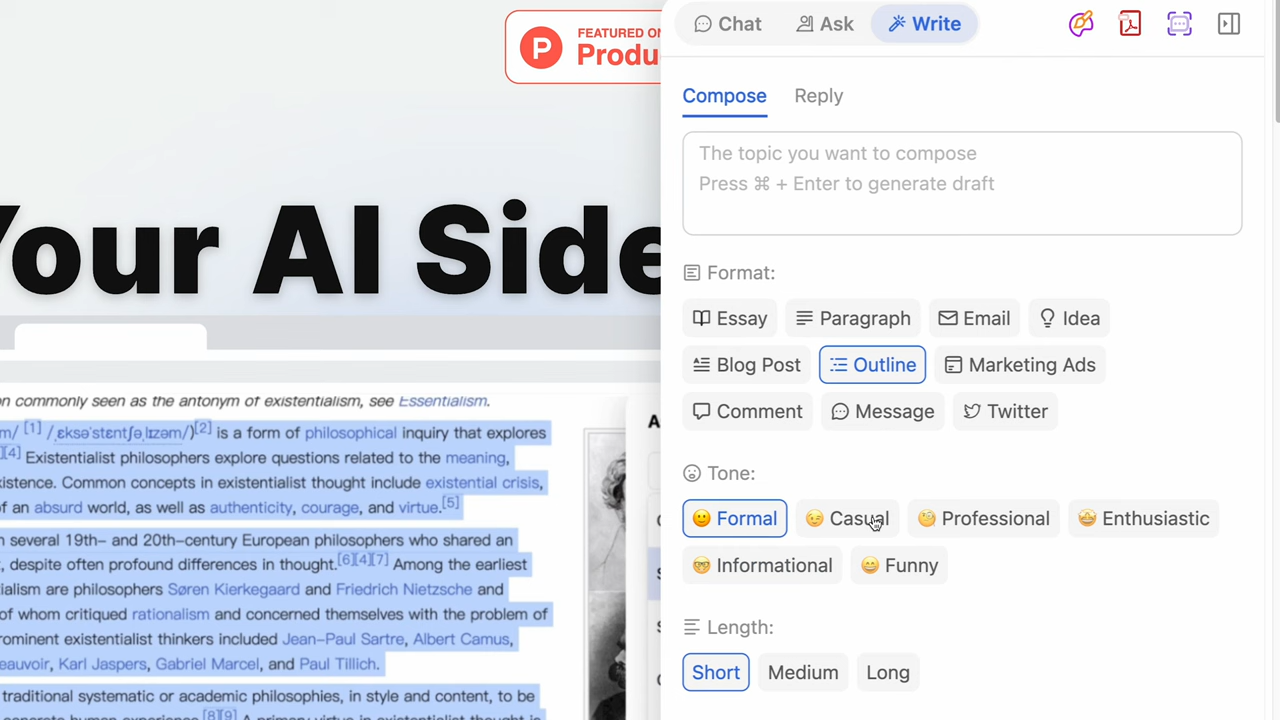 FEATURED ON
Produ
Your AI Side
on commonly seen as the antonym of existentialism, see Essentialism.
m/ [1] /ˌɛksəˈstɛntʃəˌlɪzəm/)[2] is a form of philosophical inquiry that explores
][4] Existentialist philosophers explore questions related to the meaning,
xistence. Common concepts in existentialist thought include existential crisis,
of an absurd world, as well as authenticity, courage, and virtue.[5]
h several 19th– and 20th–century European philosophers who shared an
t, despite often profound differences in thought.[6][4][7] Among the earliest
ntialism are philosophers Søren Kierkegaard and Friedrich Nietzsche and
of whom critiqued rationalism and concerned themselves with the problem of
rominent existentialist thinkers included Jean–Paul Sartre, Albert Camus,
eauvoir, Karl Jaspers, Gabriel Marcel, and Paul Tillich.
traditional systematic or academic philosophies, in style and content, to be
Chat Ask Write
Compose Reply
The topic you want to compose
Press ⌘ + Enter to generate draft
Format:
Essay Paragraph Email Idea
Blog Post Outline Marketing Ads
Comment Message Twitter
Tone:
Formal Casual Professional Enthusiastic
Informational Funny
Length:
Short Medium Long